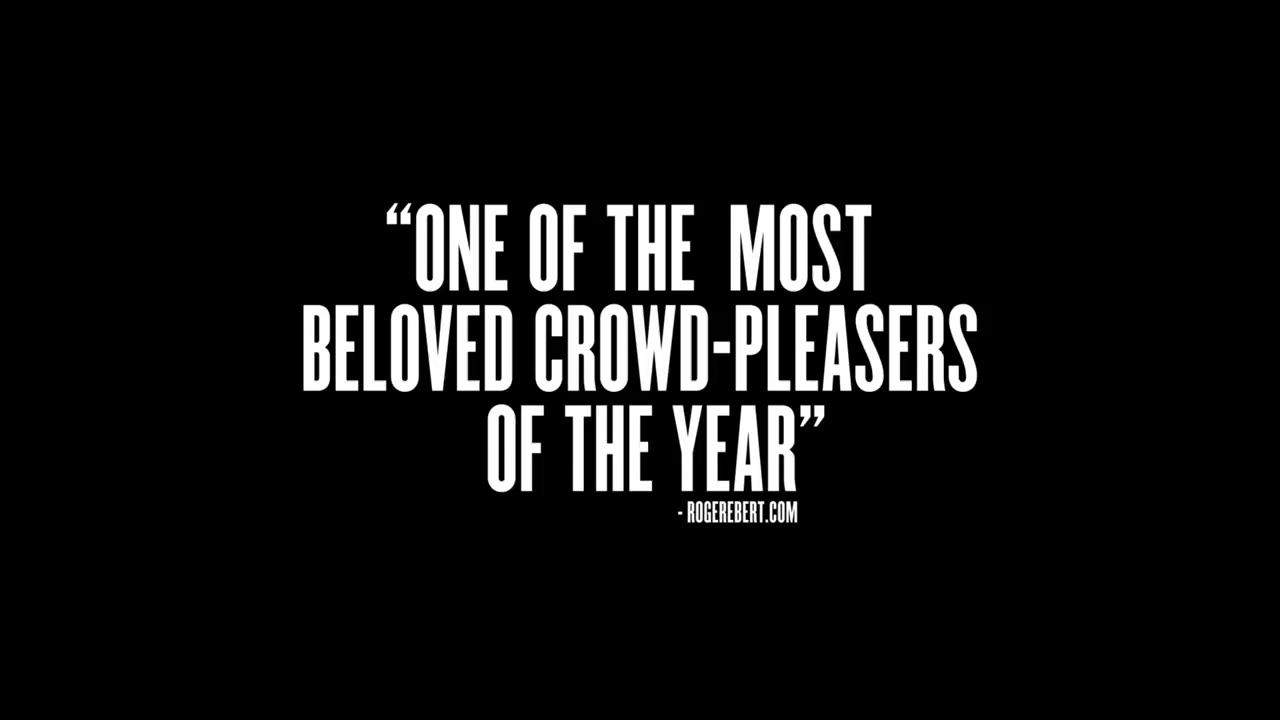 “ONE OF THE MOST
BELOVED CROWD-PLEASERS
OF THE YEAR”
- ROGEREBERT.COM